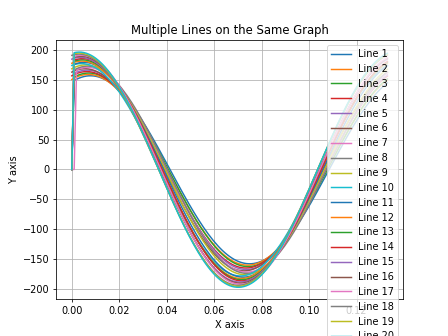 Multiple Lines on the Same Graph
Y axis
200
150
100
50
0
−50
−100
−150
−200
0.00
0.02
0.04
0.06
0.08
0.10
X axis
Line 1
Line 2
Line 3
Line 4
Line 5
Line 6
Line 7
Line 8
Line 9
Line 10
Line 11
Line 12
Line 13
Line 14
Line 15
Line 16
Line 17
Line 18
Line 19
Line 20